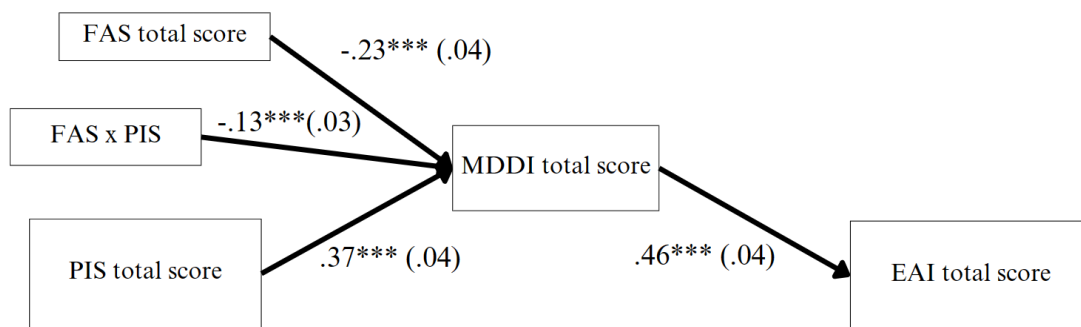 FAS total score
-.23*** (.04)
FAS x PIS
-.13***(.03)
MDDI total score
PIS total score
.37*** (.04)
.46*** (.04)
EAI total score